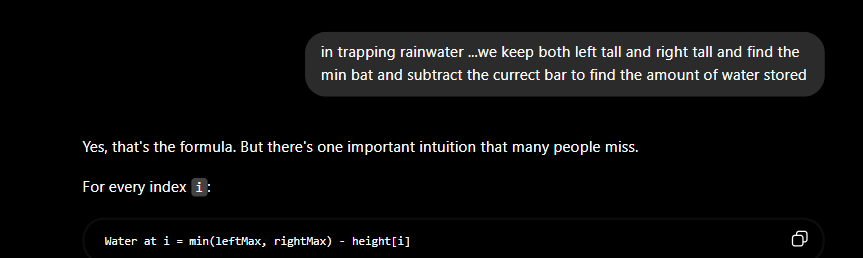 in trapping rainwater ...we keep both left tall and right tall and find the
min bat and subtract the currect bar to find the amount of water stored
Yes, that's the formula. But there's one important intuition that many people miss.
For every index i:
Water at i = min(leftMax, rightMax) - height[i]